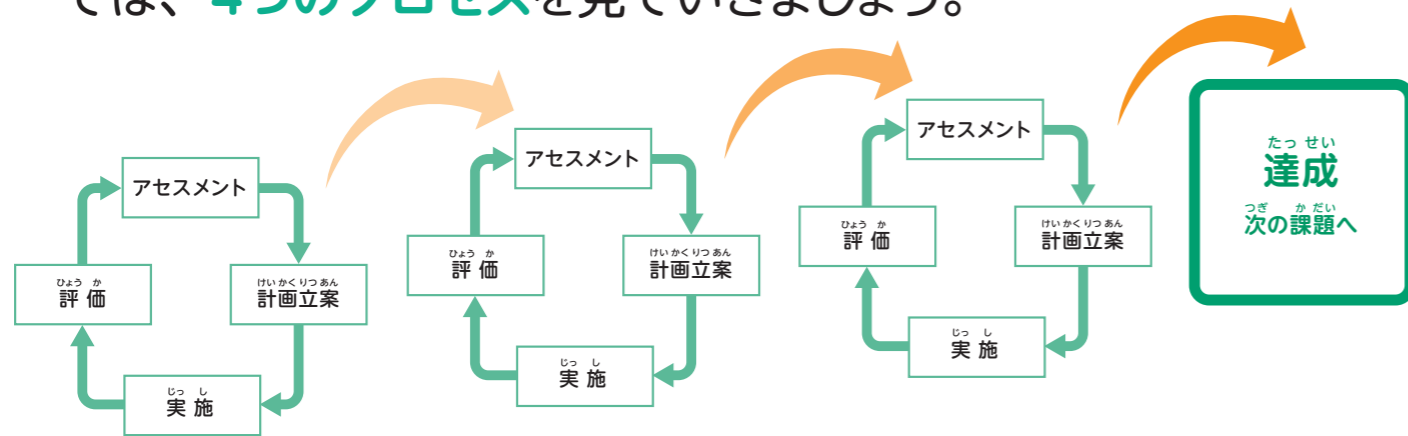 では、4つのプロセスを見ていきましょう。
アセスメント
けいかくりつあん
計画立案
じっし
実施
ひょうか
評価
アセスメント
けいかくりつあん
計画立案
じっし
実施
ひょうか
評価
アセスメント
けいかくりつあん
計画立案
じっし
実施
ひょうか
評価
たっせい
達成
つぎ かだい
次の課題へ